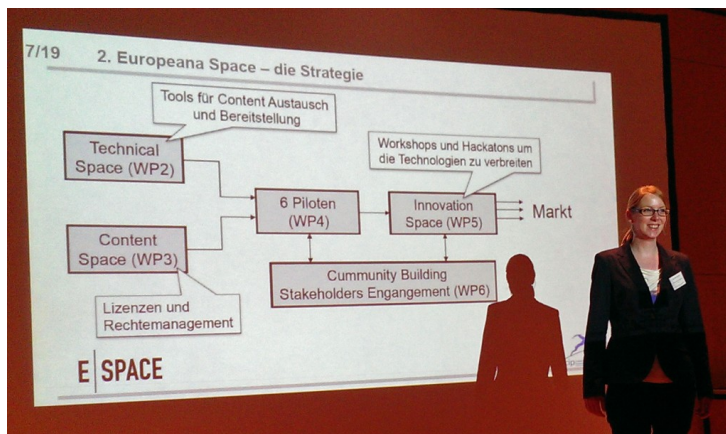 7/19
2. Europeana Space – die Strategie
Tools für Content Austausch
und Bereitstellung
Technical
Space (WP2)
Workshops und Hackatons um
die Technologien zu verbreiten
6 Piloten
(WP4)
Innovation
Space (WP5)
Markt
Content
Space (WP3)
Cummunity Building
Stakeholders Engangement (WP6)
Lizenzen und
Rechtemanagement
E SPACE